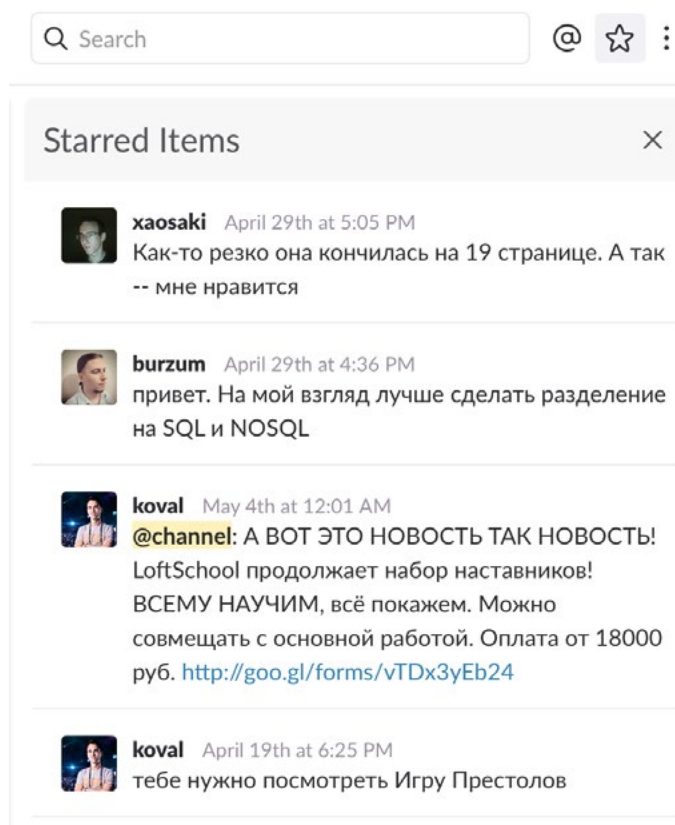 Search
Starred Items
xaosaki April 29th at 5:05 PM
Как-то резко она кончилась на 19 странице. А так
-- мне нравится
burzum April 29th at 4:36 PM
привет. На мой взгляд лучше сделать разделение
на SQL и NOSQL
koval May 4th at 12:01 AM
@channel: А ВОТ ЭТО НОВОСТЬ ТАК НОВОСТЬ!
LoftSchool продолжает набор наставников!
ВСЕМУ НАУЧИМ, всё покажем. Можно
совмещать с основной работой. Оплата от 18000
руб. http://goo.gl/forms/vTDx3yEb24
koval April 19th at 6:25 PM
тебе нужно посмотреть Игру Престолов